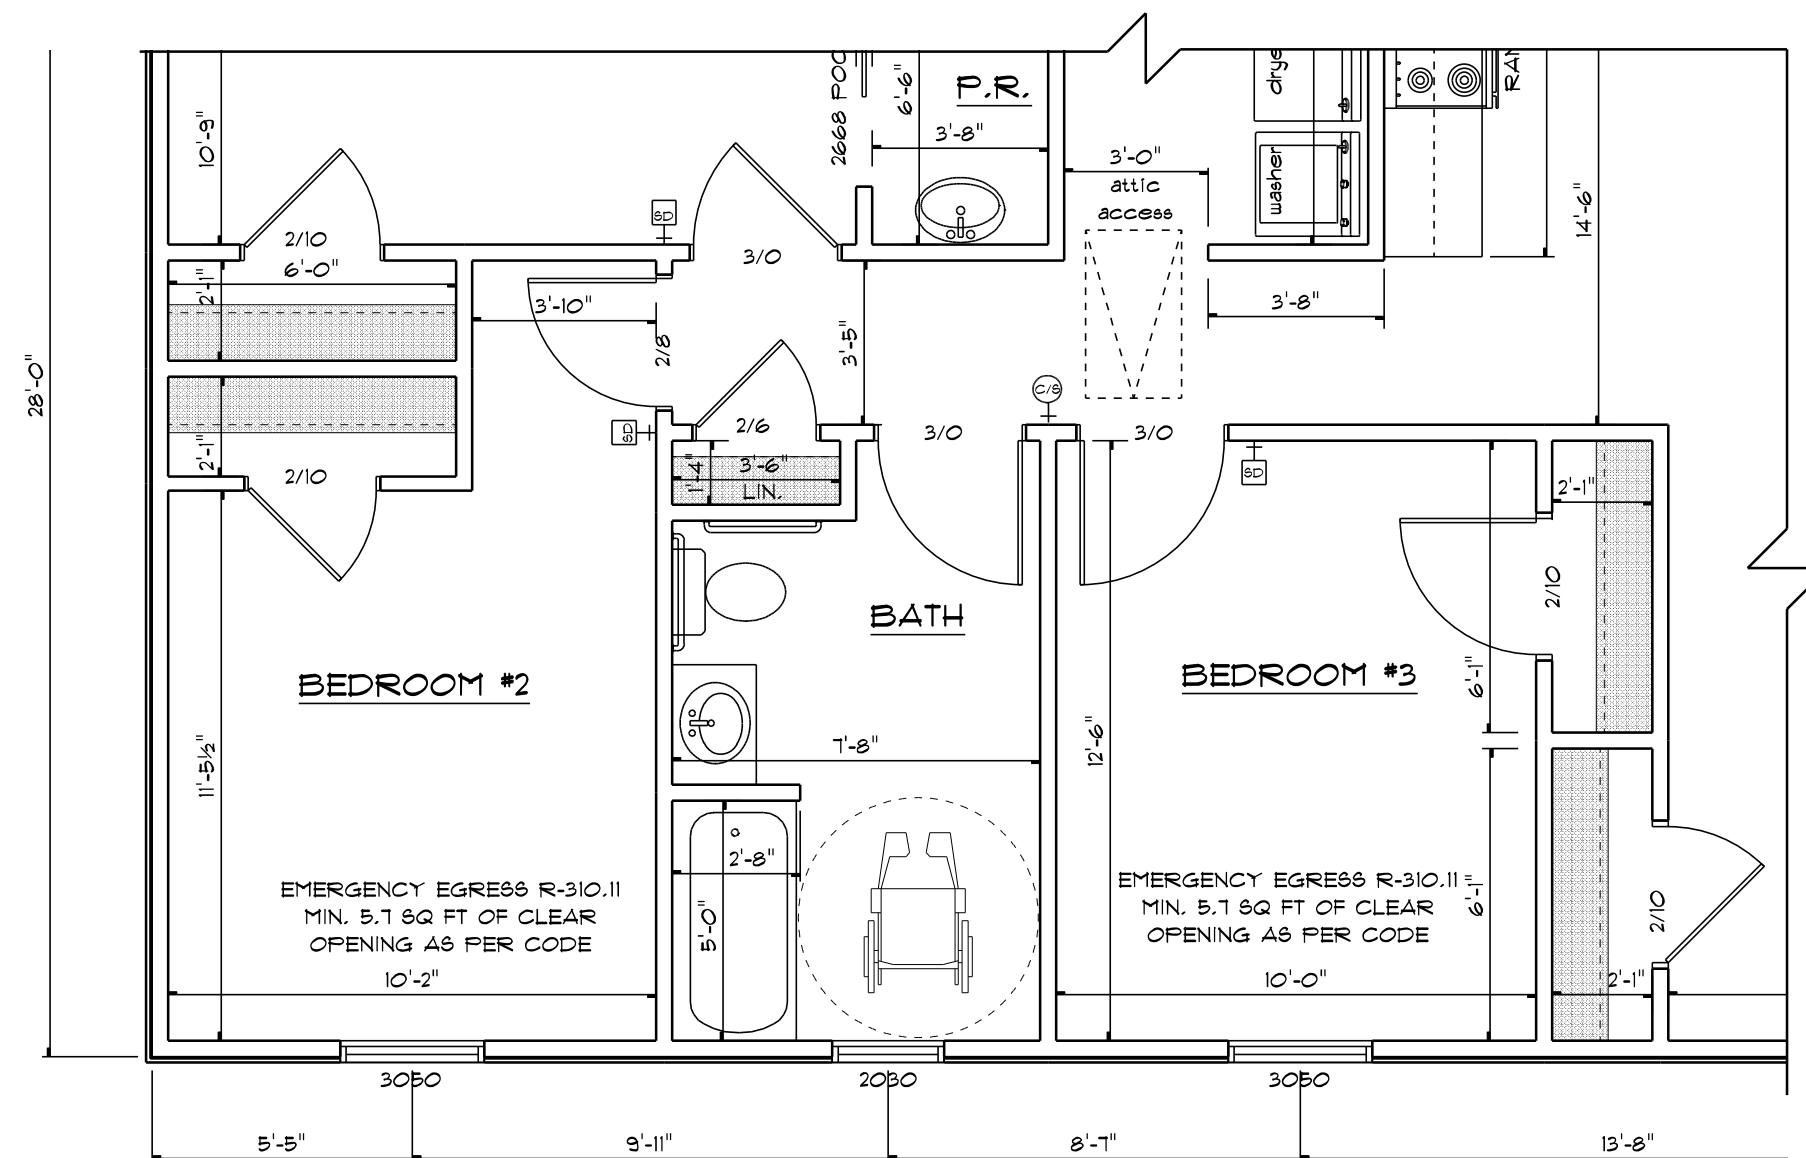 RAN
drye
2668 POC
6'-6"
P.R.
10'-9"
3'-8"
3'-0"
attic
access
washer
14'-6"
SD
2/10
6'-0"
2'-1"
3/0
3'-10"
3'-8"
2/8
3'-5"
28'-0"
C/S
SD
2/6
3/0
3/0
2'-1"
2/10
1'-4"
3'-6"
LIN.
SD
2'-1"
2/10
BATH
BEDROOM #2
BEDROOM #3
6'-1"
11'-5½"
7'-8"
12'-6"
2'-8"
EMERGENCY EGRESS R-310.11
MIN. 5.7 SQ FT OF CLEAR
OPENING AS PER CODE
EMERGENCY EGRESS R-310.11
MIN. 5.7 SQ FT OF CLEAR
OPENING AS PER CODE
6'-1"
5'-0"
2/10
10'-2"
10'-0"
2'-1"
3050
2030
3050
5'-5"
9'-11"
8'-7"
13'-8"